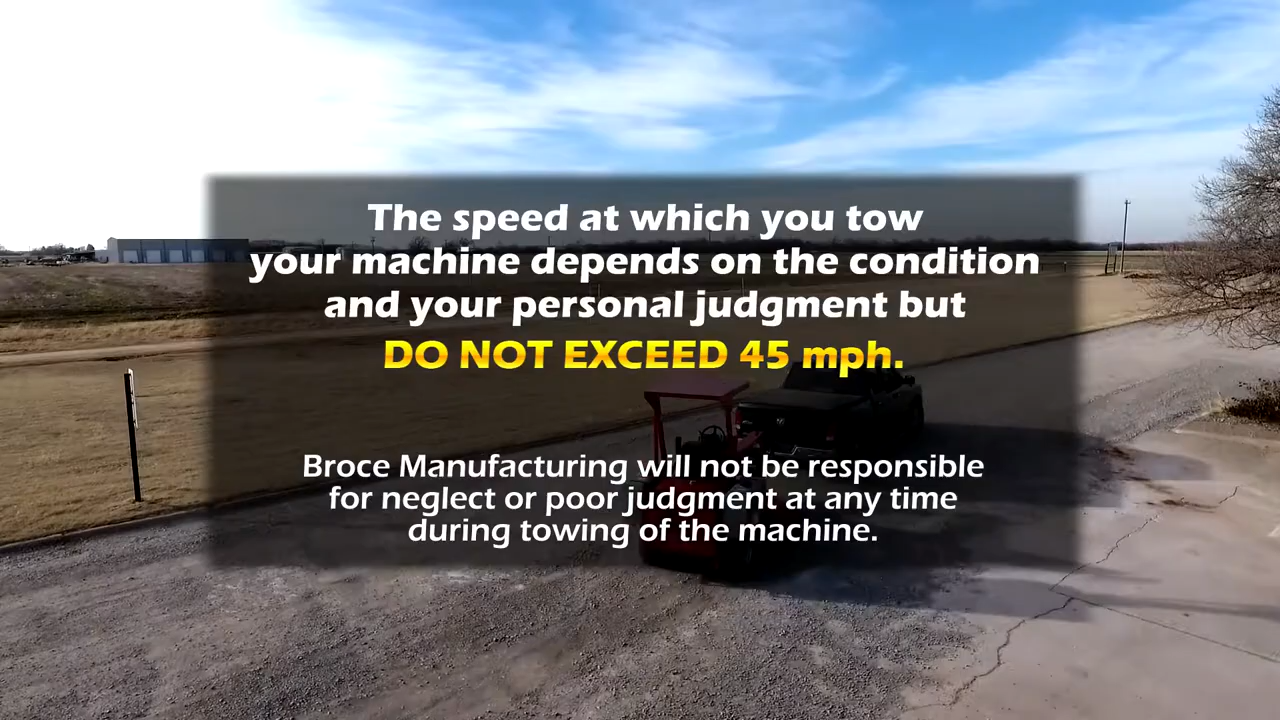 The speed at which you tow
your machine depends on the condition
and your personal judgment but
DO NOT EXCEED 45 mph.
Broce Manufacturing will not be responsible
for neglect or poor judgment at any time
during towing of the machine.